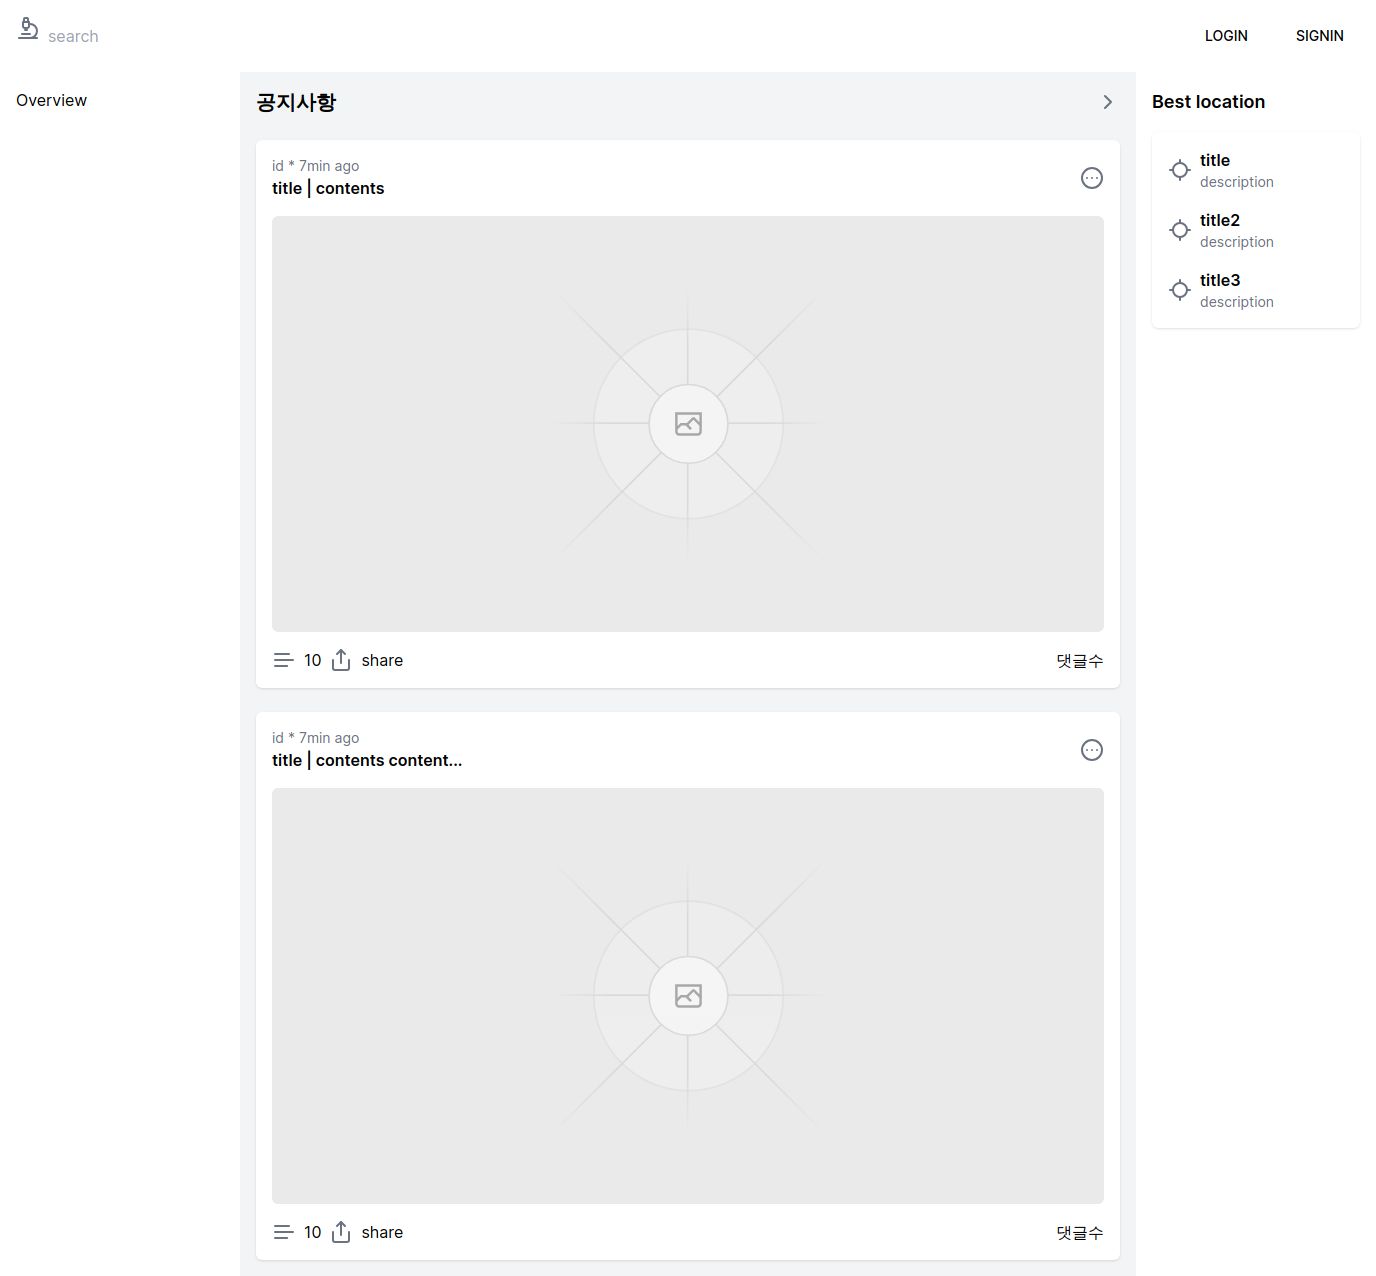 search
LOGIN
SIGNIN
Overview
공지사항
id * 7min ago
title | contents
10
share
댓글수
id * 7min ago
title | contents content...
10
share
댓글수
Best location
title
description
title2
description
title3
description